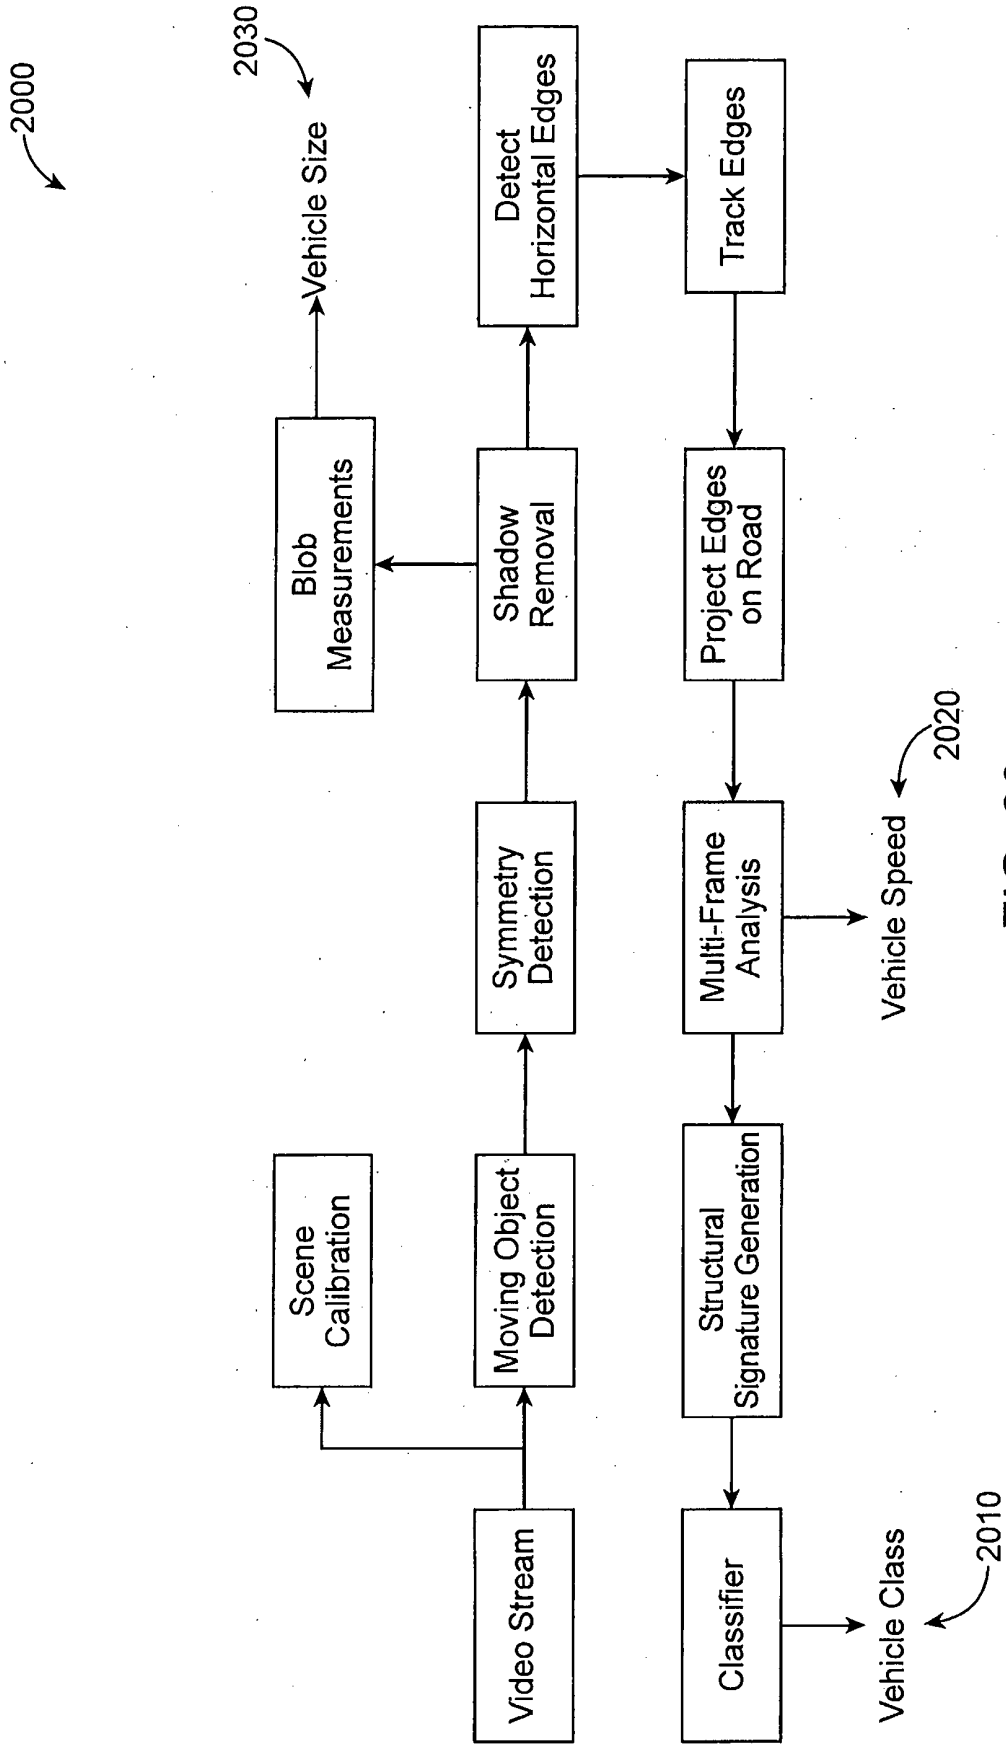 2000
2030
Vehicle Size
Blob
Measurements
Scene
Calibration
Video Stream
Moving Object
Detection
Symmetry
Detection
Shadow
Removal
Detect
Horizontal Edges
Track Edges
Project Edges
on Road
Multi-Frame
Analysis
Structural
Signature Generation
Classifier
Vehicle Speed
2020
Vehicle Class
2010